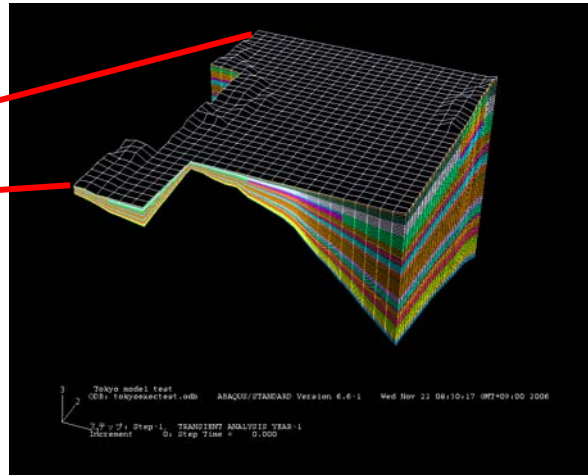 3
2
Tokyo model test
ODB: tokyoexectest.odb ABAQUS/STANDARD Version 6.6-1 Wed Nov 22 08:30:17 GMT+09:00 2006
ステップ: Step-1, TRANSIENT ANALYSIS YEAR-1
Increment 0: Step Time = 0.000